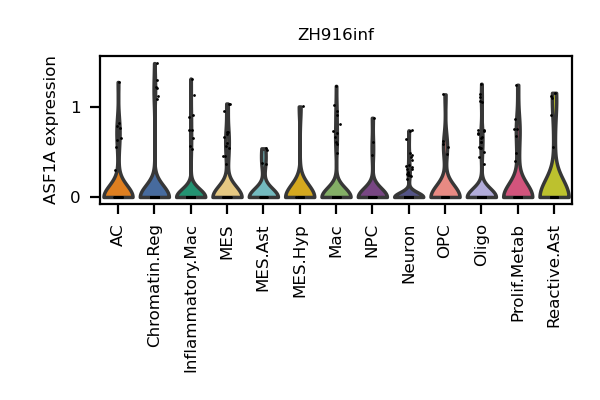 ZH916inf
ASF1A expression
1
0
AC
Chromatin.Reg
Inflammatory.Mac
MES
MES.Ast
MES.Hyp
Mac
NPC
Neuron
OPC
Oligo
Prolif.Metab
Reactive.Ast